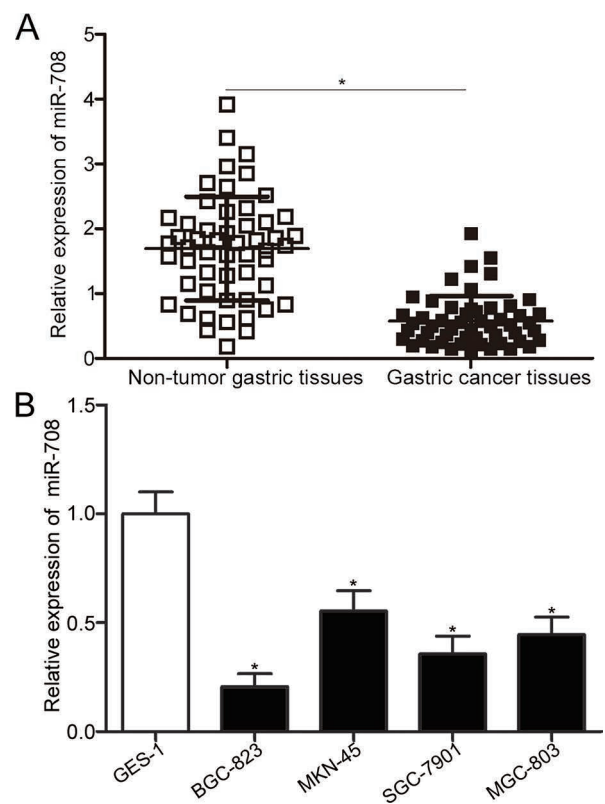 A
Relative expression of miR-708
5
4
3
2
1
0
*
Non-tumor gastric tissues
Gastric cancer tissues
B
Relative expression of miR-708
1.5
1.0
0.5
0.0
*
*
*
*
GES-1
BGC-823
MKN-45
SGC-7901
MGC-803